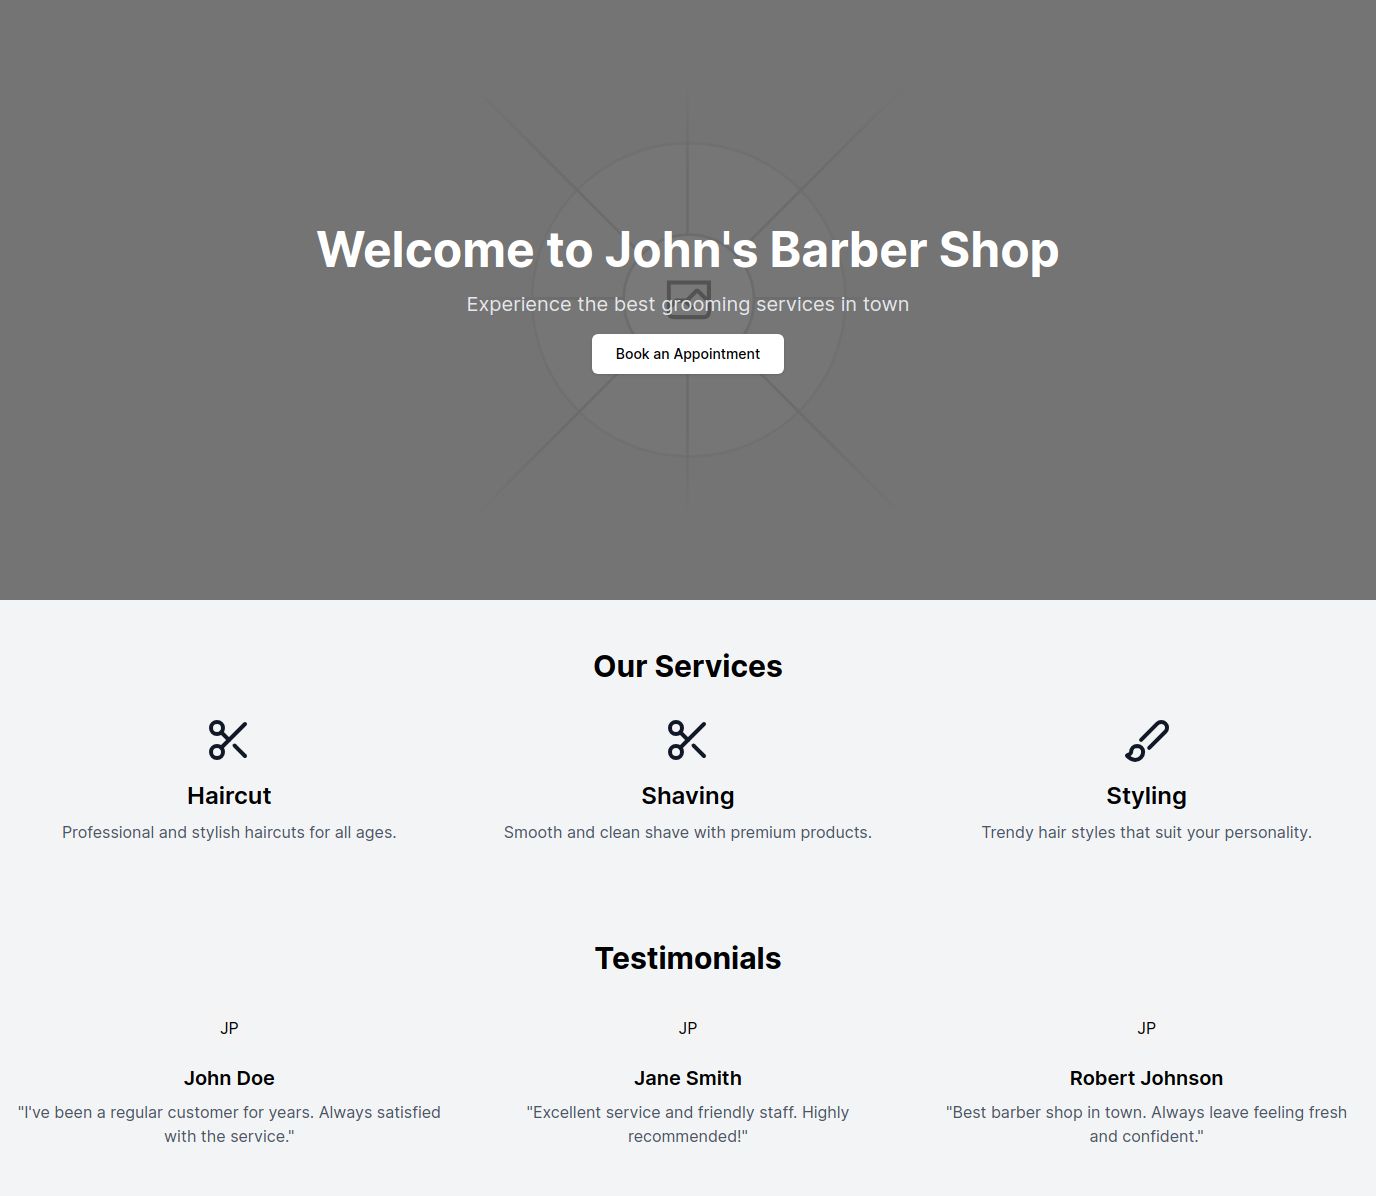 Welcome to John's Barber Shop
Experience the best grooming services in town
Book an Appointment
Our Services
Haircut
Professional and stylish haircuts for all ages.
Shaving
Smooth and clean shave with premium products.
Styling
Trendy hair styles that suit your personality.
Testimonials
JP
John Doe
"I've been a regular customer for years. Always satisfied
with the service."
JP
Jane Smith
"Excellent service and friendly staff. Highly
recommended!"
JP
Robert Johnson
"Best barber shop in town. Always leave feeling fresh
and confident."